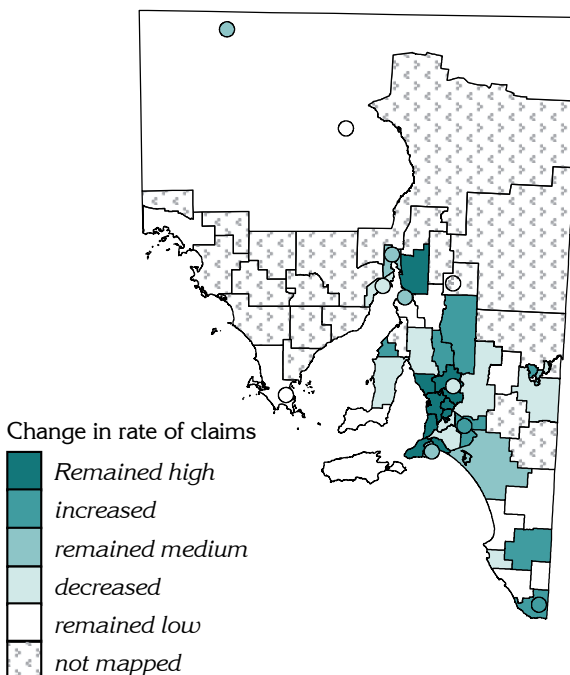 Change in rate of claims
Remained high
increased
remained medium
decreased
remained low
not mapped